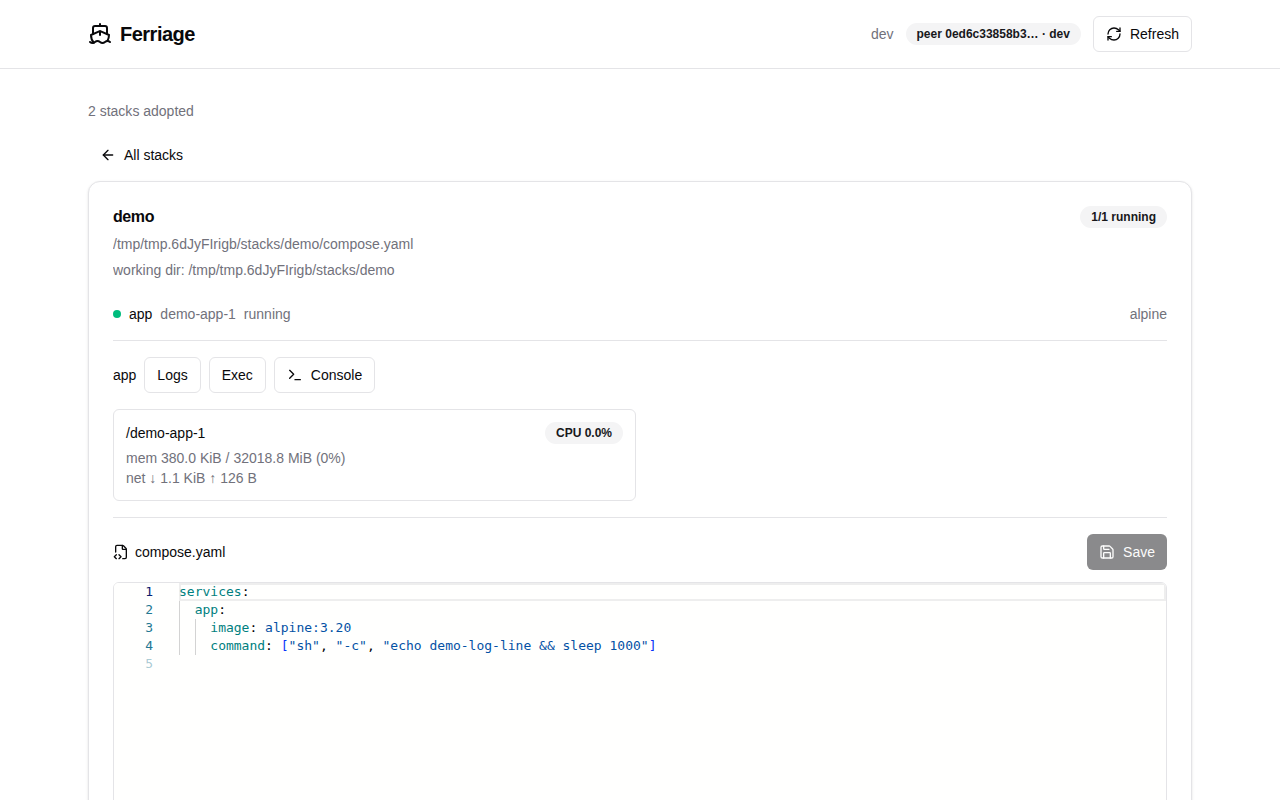 Ferriage
dev
peer 0ed6c33858b3… · dev
Refresh
2 stacks adopted
All stacks
demo
1/1 running
/tmp/tmp.6dJyFIrigb/stacks/demo/compose.yaml
working dir: /tmp/tmp.6dJyFIrigb/stacks/demo
app demo-app-1 running
alpine
app
Logs
Exec
Console
/demo-app-1
CPU 0.0%
mem 380.0 KiB / 32018.8 MiB (0%)
net ↓ 1.1 KiB ↑ 126 B
compose.yaml
Save
1 services:
2   app:
3     image: alpine:3.20
4     command: ["sh", "-c", "echo demo-log-line && sleep 1000"]
5